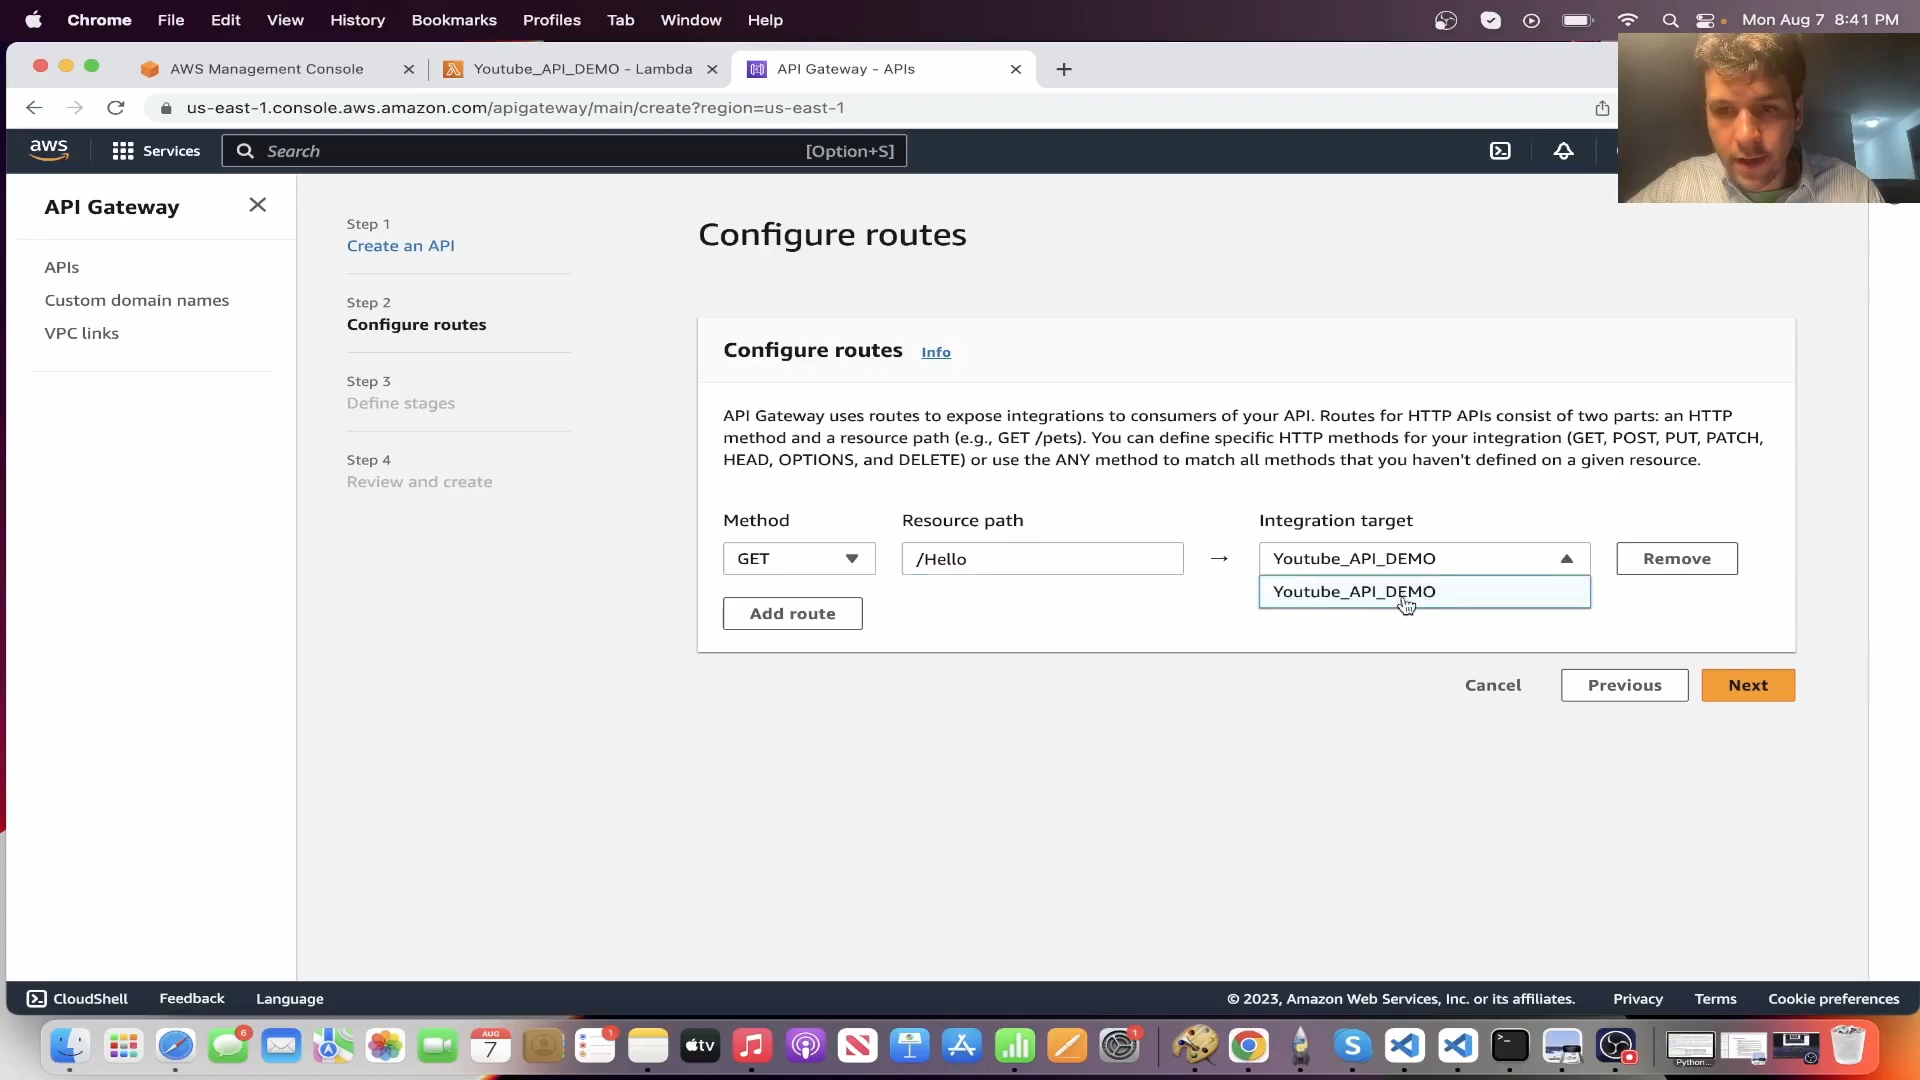 Chrome File Edit View History Bookmarks Profiles Tab Window Help Mon Aug 7 8:41 PM
AWS Management Console Youtube_API_DEMO - Lambda API Gateway - APIs
us-east-1.console.aws.amazon.com/apigateway/main/create?region=us-east-1
aws Services Search [Option+S]
API Gateway
APIs
Custom domain names
VPC links
Step 1
Create an API
Step 2
Configure routes
Step 3
Define stages
Step 4
Review and create
Configure routes
Configure routes Info
API Gateway uses routes to expose integrations to consumers of your API. Routes for HTTP APIs consist of two parts: an HTTP
method and a resource path (e.g., GET /pets). You can define specific HTTP methods for your integration (GET, POST, PUT, PATCH,
HEAD, OPTIONS, and DELETE) or use the ANY method to match all methods that you haven't defined on a given resource.
Method Resource path Integration target
GET /Hello → Youtube_API_DEMO Remove
Youtube_API_DEMO
Add route
Cancel Previous Next
CloudShell Feedback Language © 2023, Amazon Web Services, Inc. or its affiliates. Privacy Terms Cookie preferences
6
AUG
7
1
tv
1
Python...